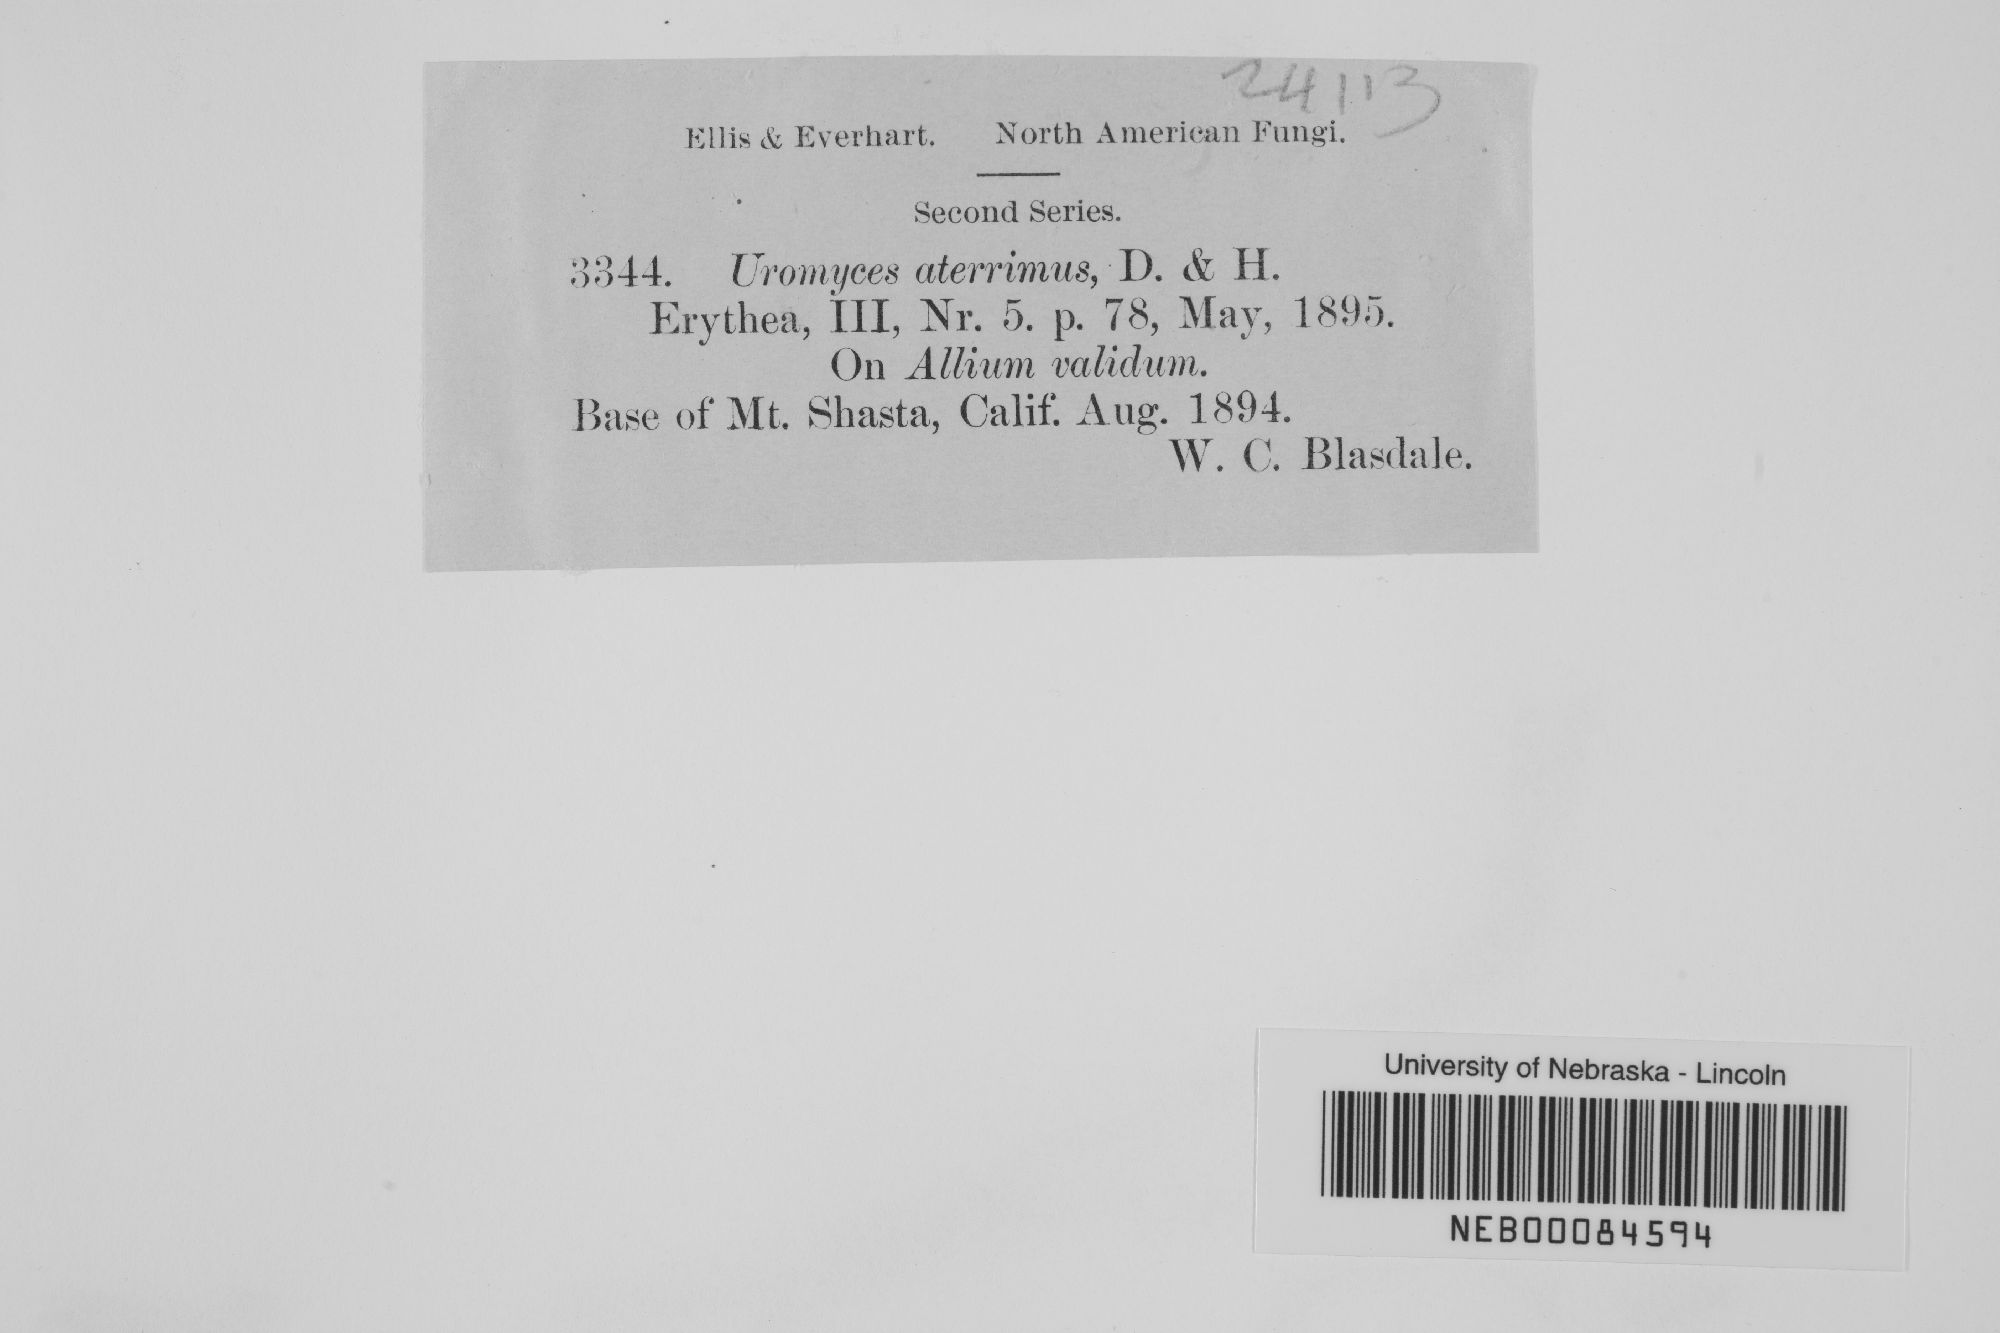 24113
Ellis & Everhart. North American Fungi.
Second Series.
3344. Uromyces aterrimus, D. & H.
Erythea, III, Nr. 5. p. 78, May, 1895.
On Allium validum.
Base of Mt. Shasta, Calif. Aug. 1894.
W. C. Blasdale.
University of Nebraska - Lincoln
NEB00084594